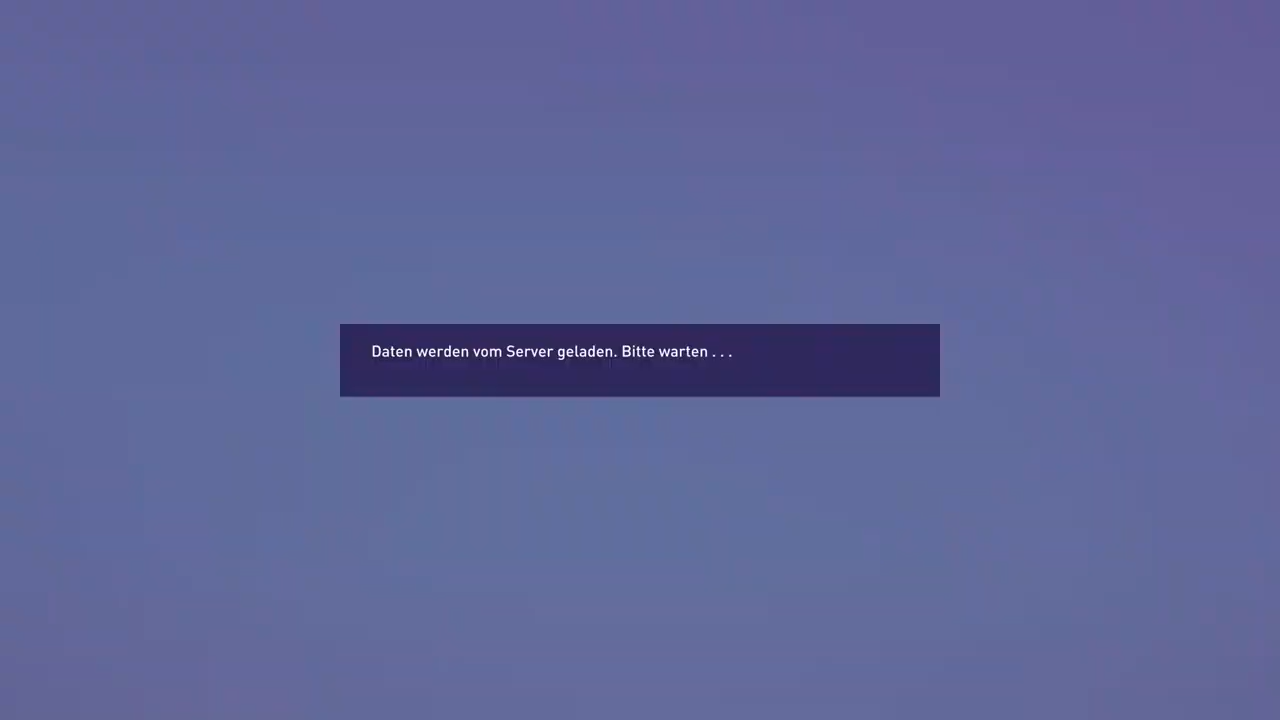 Daten werden vom Server geladen. Bitte warten . . .